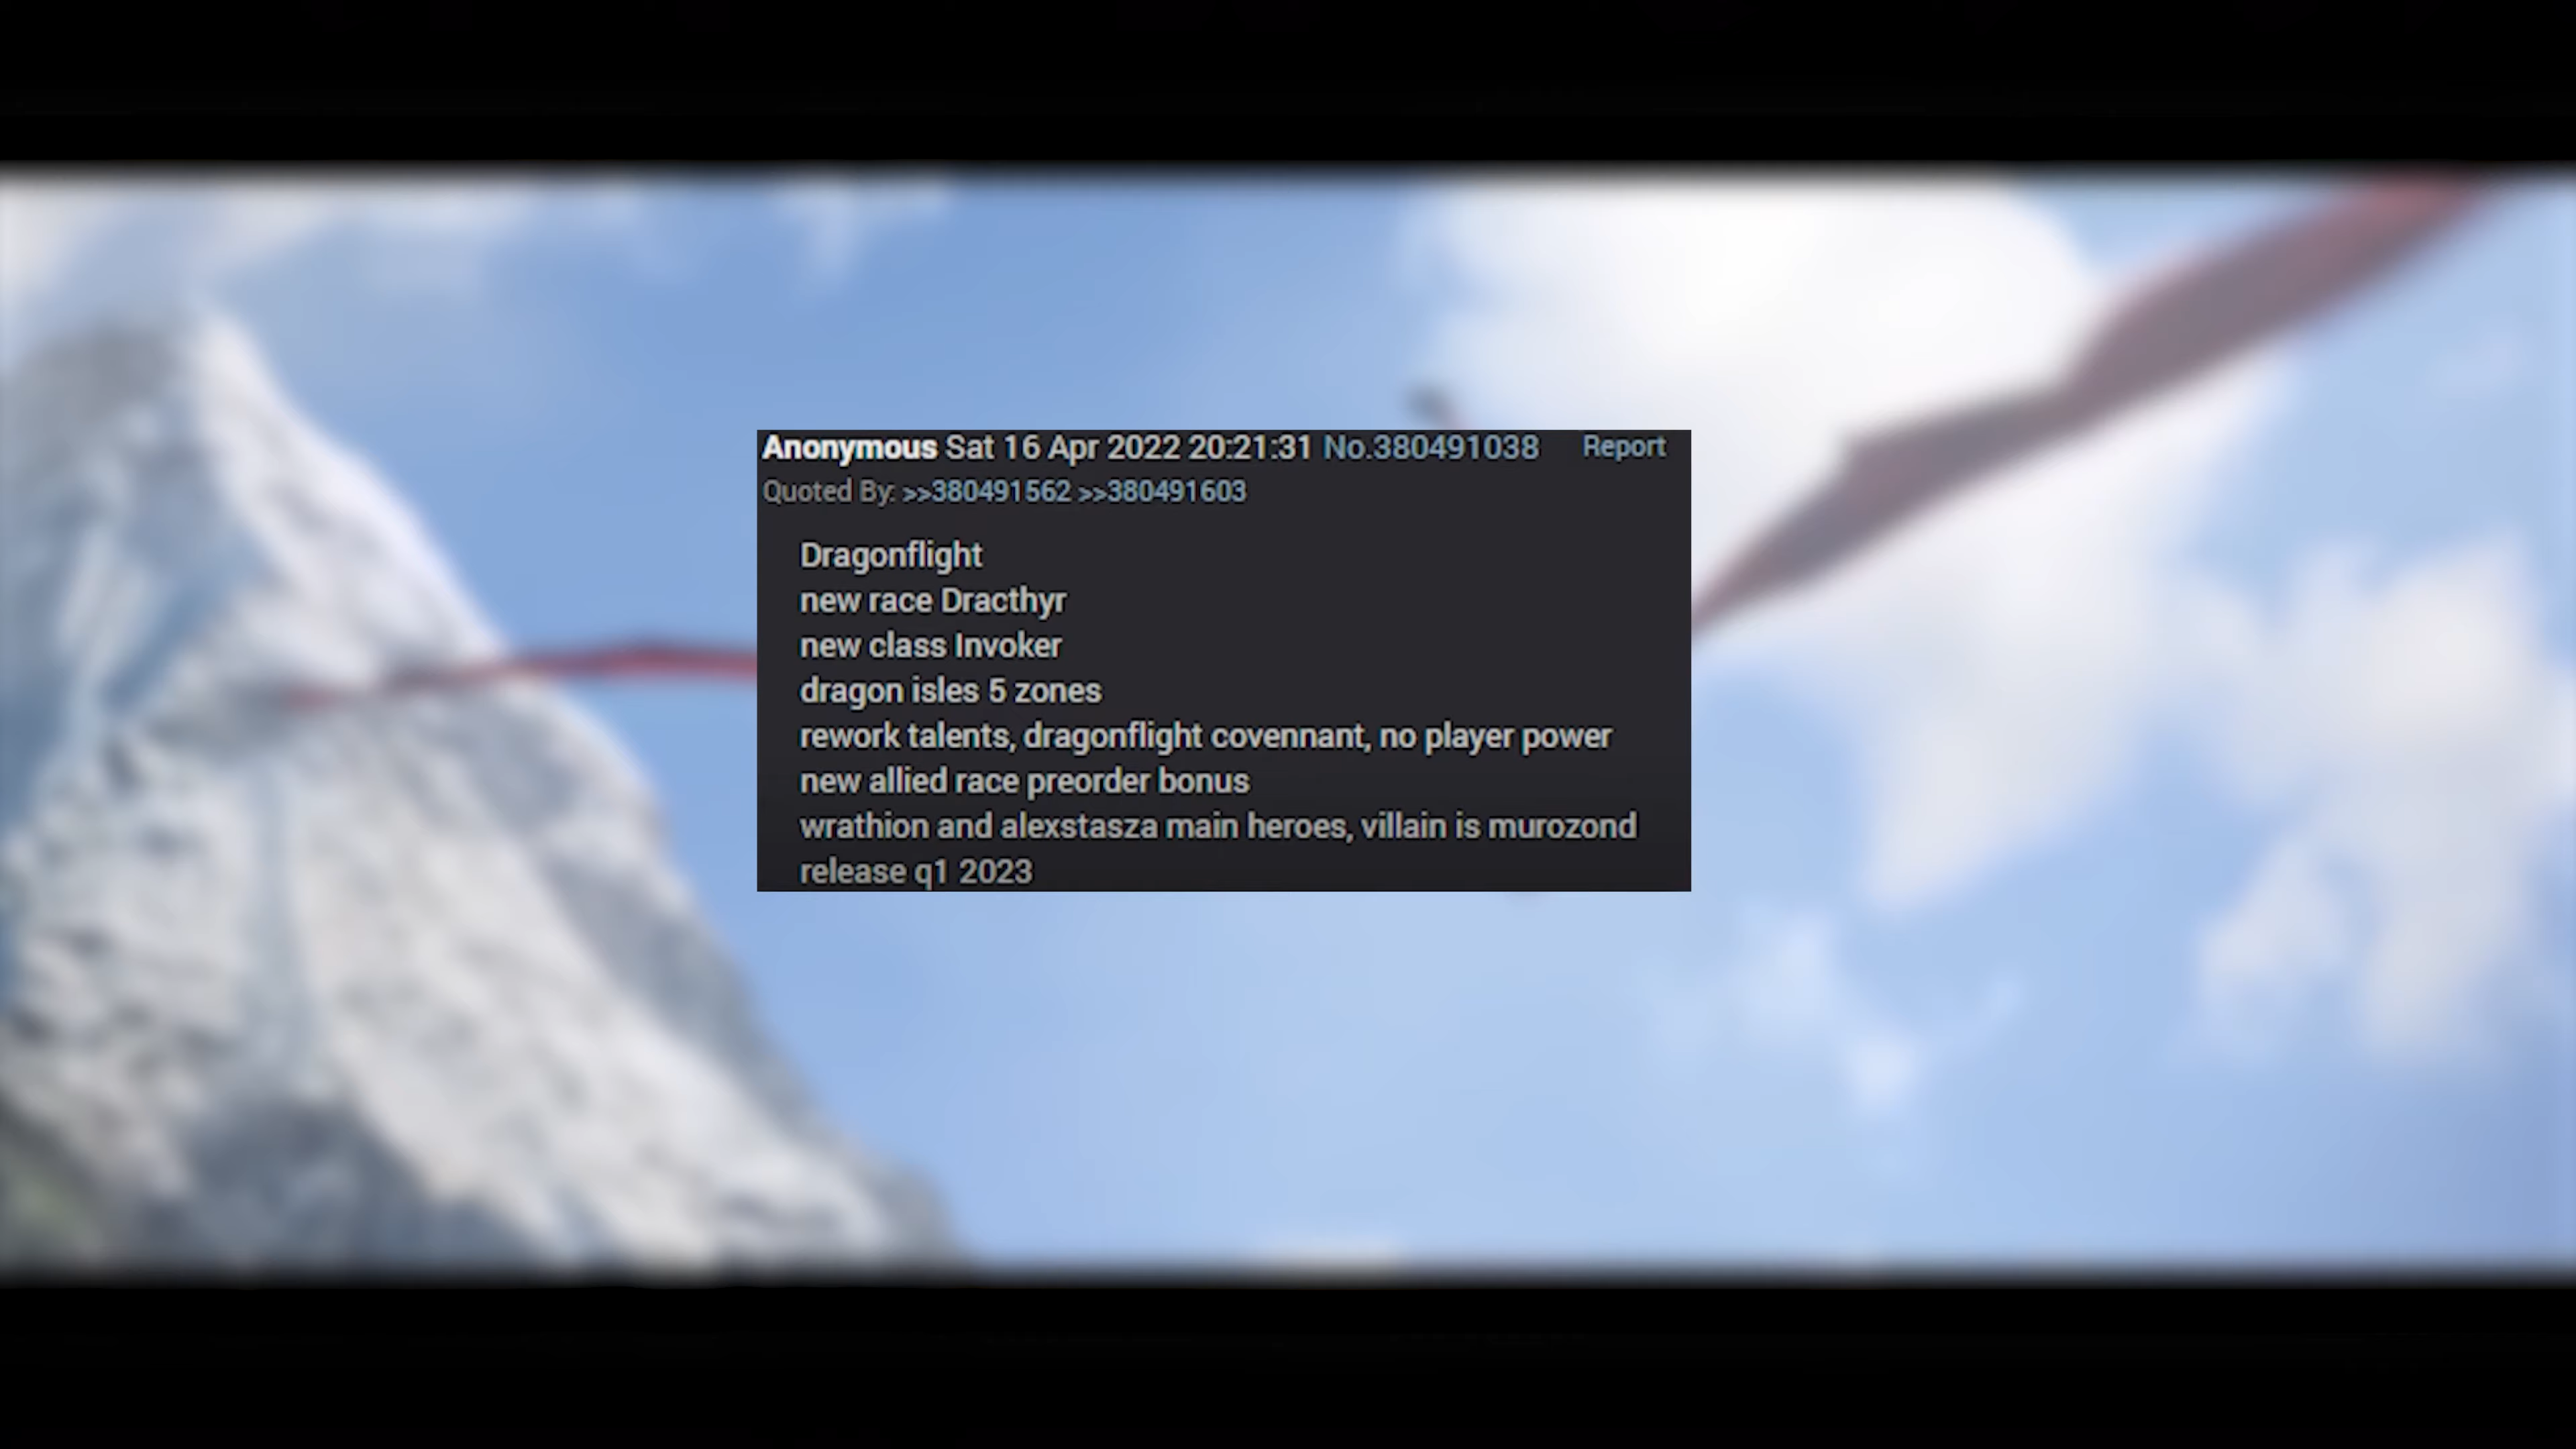 Anonymous Sat 16 Apr 2022 20:21:31 No.380491038 Report
Quoted By: >>380491562 >>380491603
Dragonflight
new race Dracthyr
new class Invoker
dragon isles 5 zones
rework talents, dragonflight covennant, no player power
new allied race preorder bonus
wrathion and alexstasza main heroes, villain is murozond
release q1 2023